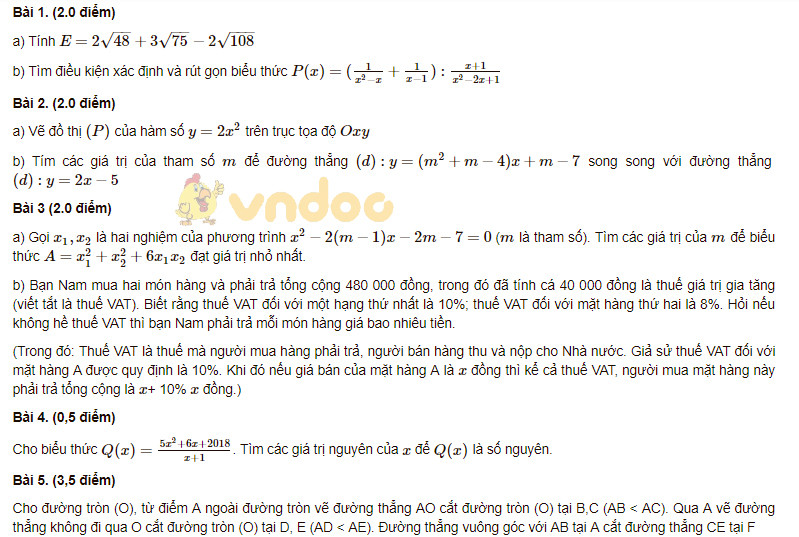 Bài 1. (2.0 điểm)
a) Tính E = 2√48 + 3√75 − 2√108
b) Tìm điều kiện xác định và rút gọn biểu thức P(x) = (1/(x²−x) + 1/(x−1)) : (x+1)/(x²−2x+1)
Bài 2. (2.0 điểm)
a) Vẽ đồ thị (P) của hàm số y = 2x² trên trục tọa độ Oxy
b) Tím các giá trị của tham số m để đường thẳng (d) : y = (m² + m − 4)x + m − 7 song song với đường thẳng
(d) : y = 2x − 5
vndoc
Bài 3 (2.0 điểm)
a) Gọi x₁, x₂ là hai nghiệm của phương trình x² − 2(m − 1)x − 2m − 7 = 0 (m là tham số). Tìm các giá trị của m để biểu
thức A = x₁² + x₂² + 6x₁x₂ đạt giá trị nhỏ nhất.
b) Bạn Nam mua hai món hàng và phải trả tổng cộng 480 000 đồng, trong đó đã tính cá 40 000 đồng là thuế giá trị gia tăng
(viết tắt là thuế VAT). Biết rằng thuế VAT đối với một hạng thứ nhất là 10%; thuế VAT đối với mặt hàng thứ hai là 8%. Hỏi nếu
không hề thuế VAT thì bạn Nam phải trả mỗi món hàng giá bao nhiêu tiền.
(Trong đó: Thuế VAT là thuế mà người mua hàng phải trả, người bán hàng thu và nộp cho Nhà nước. Giả sử thuế VAT đối với
mặt hàng A được quy định là 10%. Khi đó nếu giá bán của mặt hàng A là x đồng thì kể cả thuế VAT, người mua mặt hàng này
phải trả tổng cộng là x+ 10% x đồng.)
Bài 4. (0,5 điểm)
Cho biểu thức Q(x) = (5x²+6x+2018)/(x+1). Tìm các giá trị nguyên của x để Q(x) là số nguyên.
Bài 5. (3,5 điểm)
Cho đường tròn (O), từ điểm A ngoài đường tròn vẽ đường thẳng AO cắt đường tròn (O) tại B,C (AB < AC). Qua A vẽ đường
thẳng không đi qua O cắt đường tròn (O) tại D, E (AD < AE). Đường thẳng vuông góc với AB tại A cắt đường thẳng CE tại F